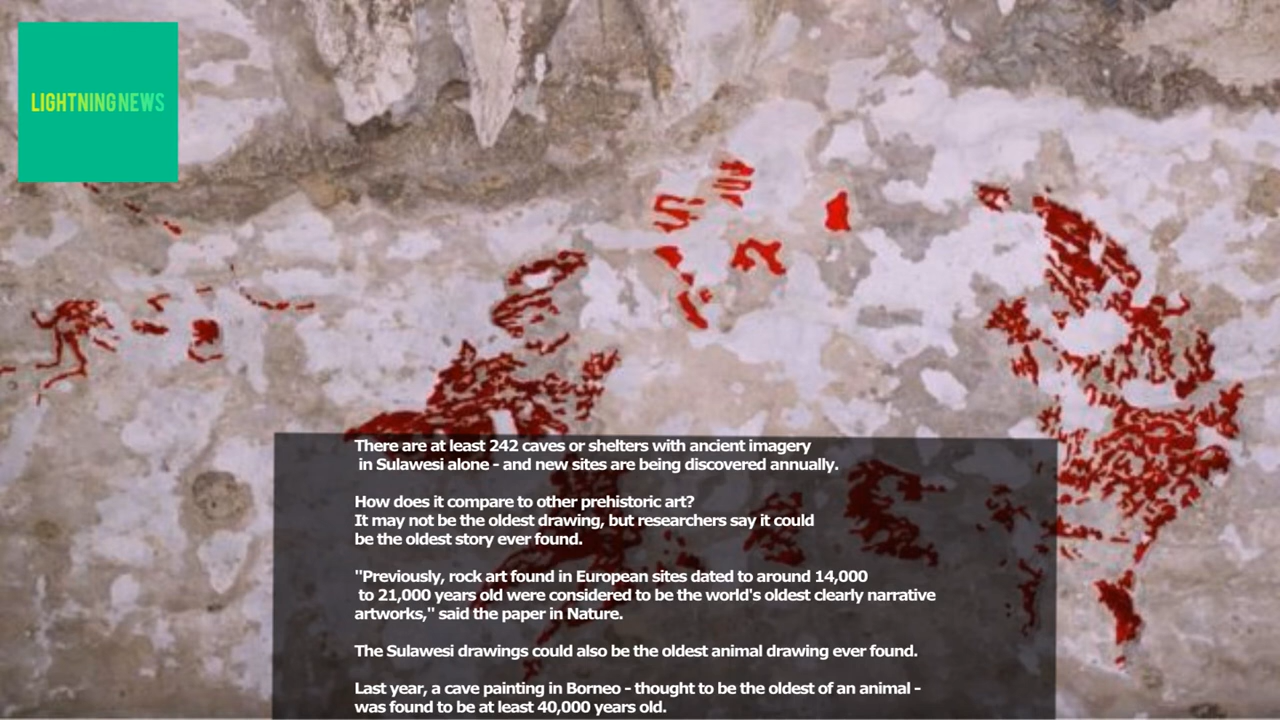 LIGHTNING NEWS
There are at least 242 caves or shelters with ancient imagery
in Sulawesi alone - and new sites are being discovered annually.
How does it compare to other prehistoric art?
It may not be the oldest drawing, but researchers say it could
be the oldest story ever found.
"Previously, rock art found in European sites dated to around 14,000
to 21,000 years old were considered to be the world's oldest clearly narrative
artworks," said the paper in Nature.
The Sulawesi drawings could also be the oldest animal drawing ever found.
Last year, a cave painting in Borneo - thought to be the oldest of an animal -
was found to be at least 40,000 years old.